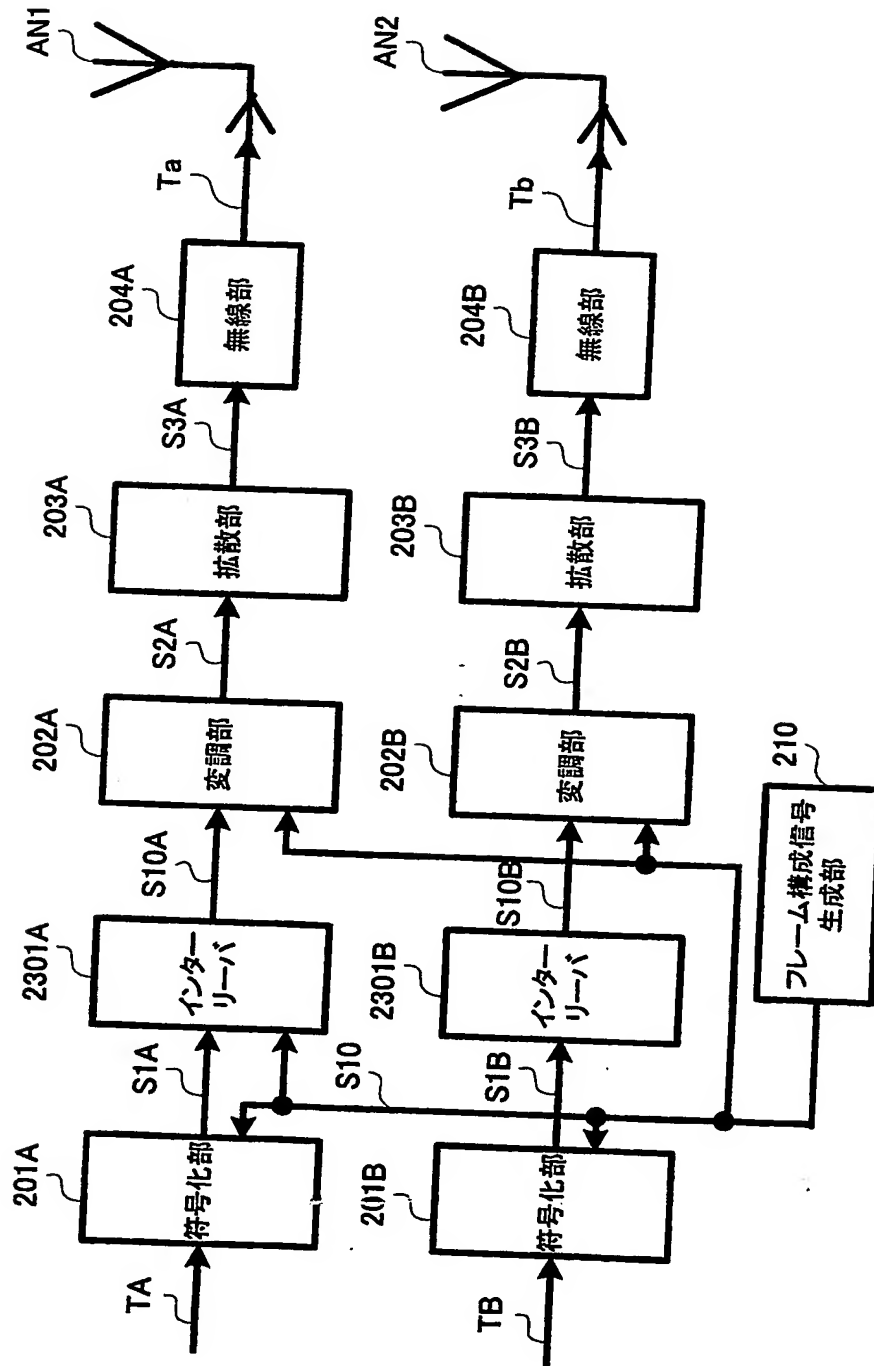 AN1
Ta
204A
無線部
S3A
203A
拡散部
S2A
202A
変調部
S10A
2301A
インター
リーバ
S1A
201A
符号化部
TA
AN2
Tb
204B
無線部
S3B
203B
拡散部
S2B
202B
変調部
S10B
2301B
インター
リーバ
S1B
S10
201B
符号化部
TB
210
フレーム構成信号
生成部